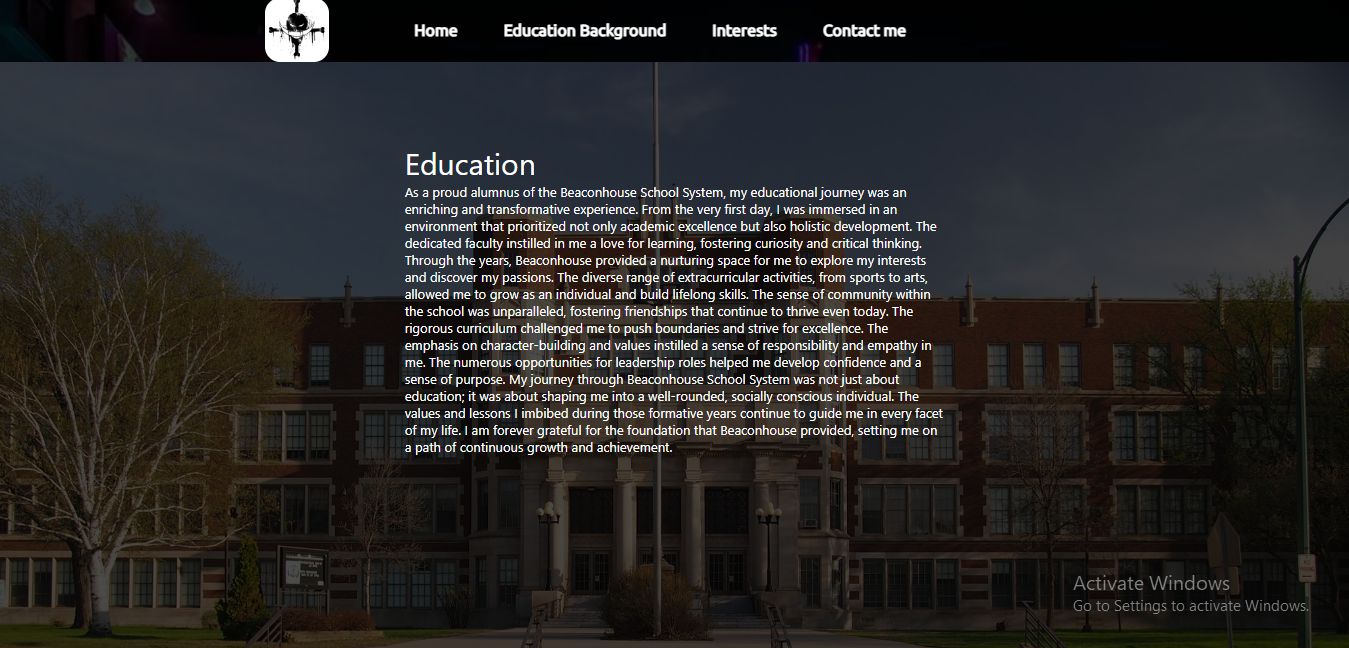 Home
Education Background
Interests
Contact me
Education
As a proud alumnus of the Beaconhouse School System, my educational journey was an
enriching and transformative experience. From the very first day, I was immersed in an
environment that prioritized not only academic excellence but also holistic development. The
dedicated faculty instilled in me a love for learning, fostering curiosity and critical thinking.
Through the years, Beaconhouse provided a nurturing space for me to explore my interests
and discover my passions. The diverse range of extracurricular activities, from sports to arts,
allowed me to grow as an individual and build lifelong skills. The sense of community within
the school was unparalleled, fostering friendships that continue to thrive even today. The
rigorous curriculum challenged me to push boundaries and strive for excellence. The
emphasis on character-building and values instilled a sense of responsibility and empathy in
me. The numerous opportunities for leadership roles helped me develop confidence and a
sense of purpose. My journey through Beaconhouse School System was not just about
education; it was about shaping me into a well-rounded, socially conscious individual. The
values and lessons I imbibed during those formative years continue to guide me in every facet
of my life. I am forever grateful for the foundation that Beaconhouse provided, setting me on
a path of continuous growth and achievement.
Activate Windows
Go to Settings to activate Windows.